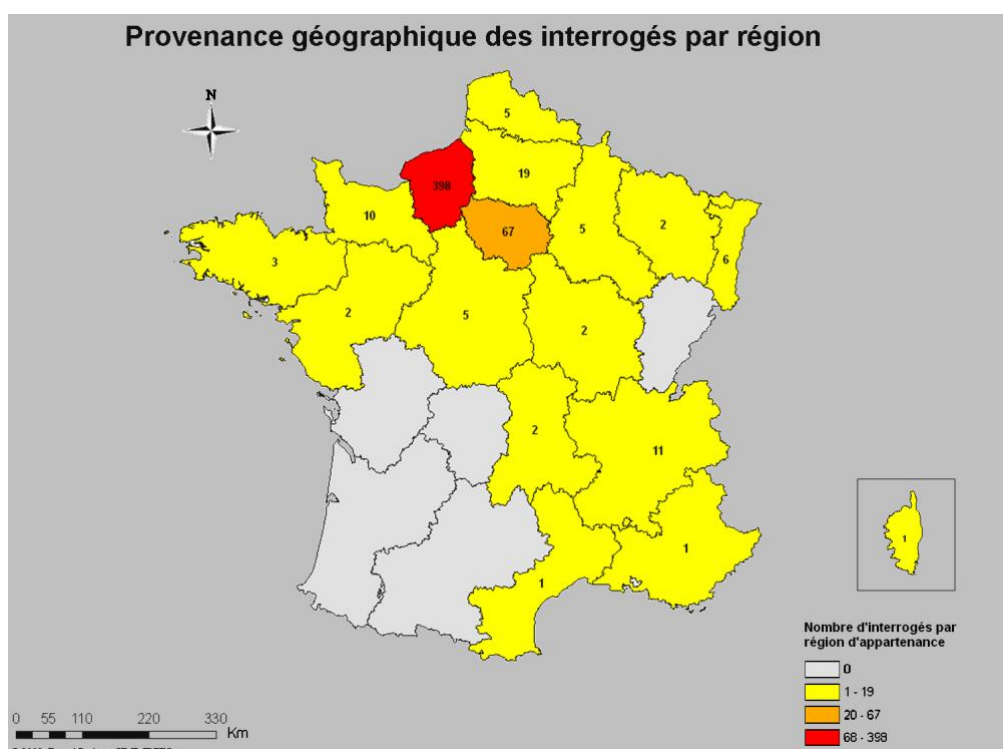 Provenance géographique des interrogés par région
N
5
398
19
10
67
5
2
6
3
2
5
2
2
11
1
1
1
Nombre d'interrogés par
région d'appartenance
0
1 - 19
20 - 67
68 - 398
0 55 110 220 330
Km